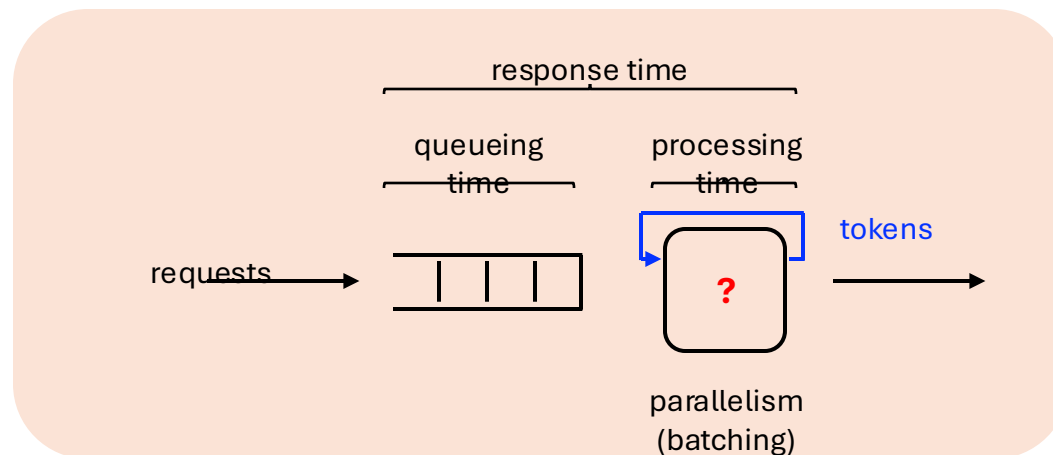 response time
queueing
time
processing
time
tokens
requests
?
parallelism
(batching)